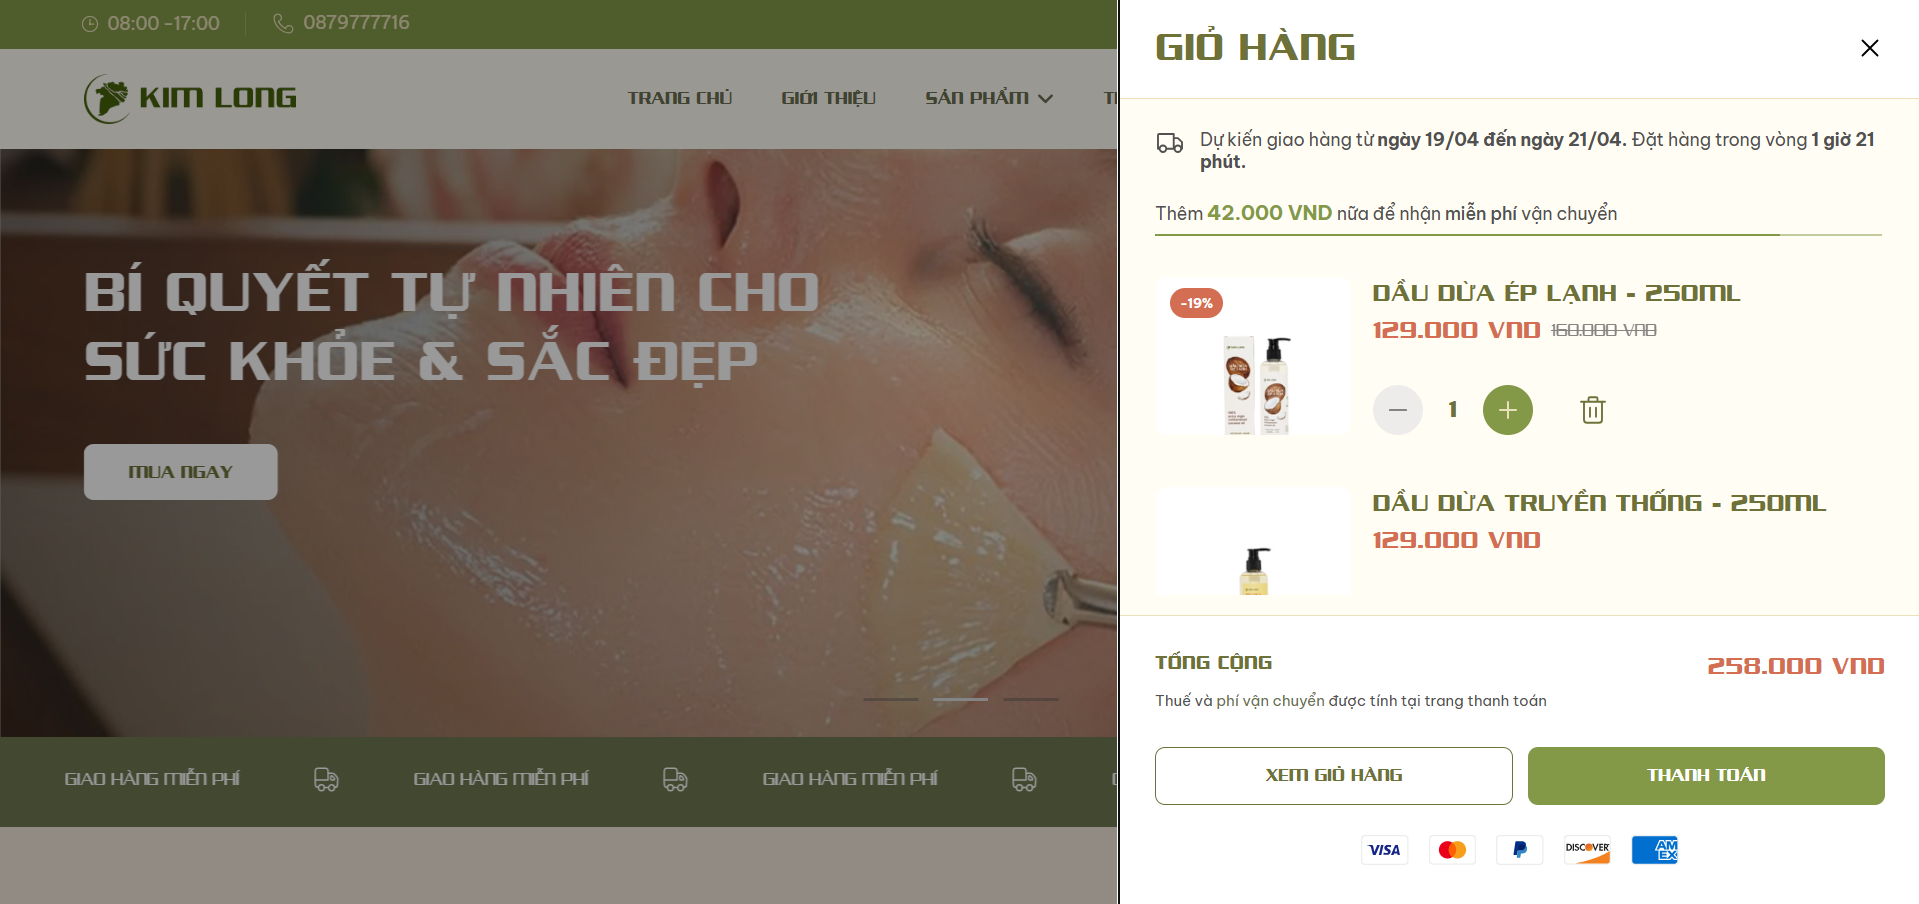 08:00 -17:00
0879777716
KIM LONG
TRANG CHỦ
GIỚI THIỆU
SẢN PHẨM
BÍ QUYẾT TỰ NHIÊN CHO
SỨC KHỎE & SẮC ĐẸP
MUA NGAY
GIAO HÀNG MIỄN PHÍ
GIAO HÀNG MIỄN PHÍ
GIAO HÀNG MIỄN PHÍ
GIỎ HÀNG
Dự kiến giao hàng từ ngày 19/04 đến ngày 21/04. Đặt hàng trong vòng 1 giờ 21
phút.
Thêm 42.000 VND nữa để nhận miễn phí vận chuyển
-19%
DẦU DỪA ÉP LẠNH - 250ML
129.000 VND 160.000 VND
1
DẦU DỪA TRUYỀN THỐNG - 250ML
129.000 VND
TỔNG CỘNG
258.000 VND
Thuế và phí vận chuyển được tính tại trang thanh toán
XEM GIỎ HÀNG
THANH TOÁN
VISA
DISCOVER
AM
EX